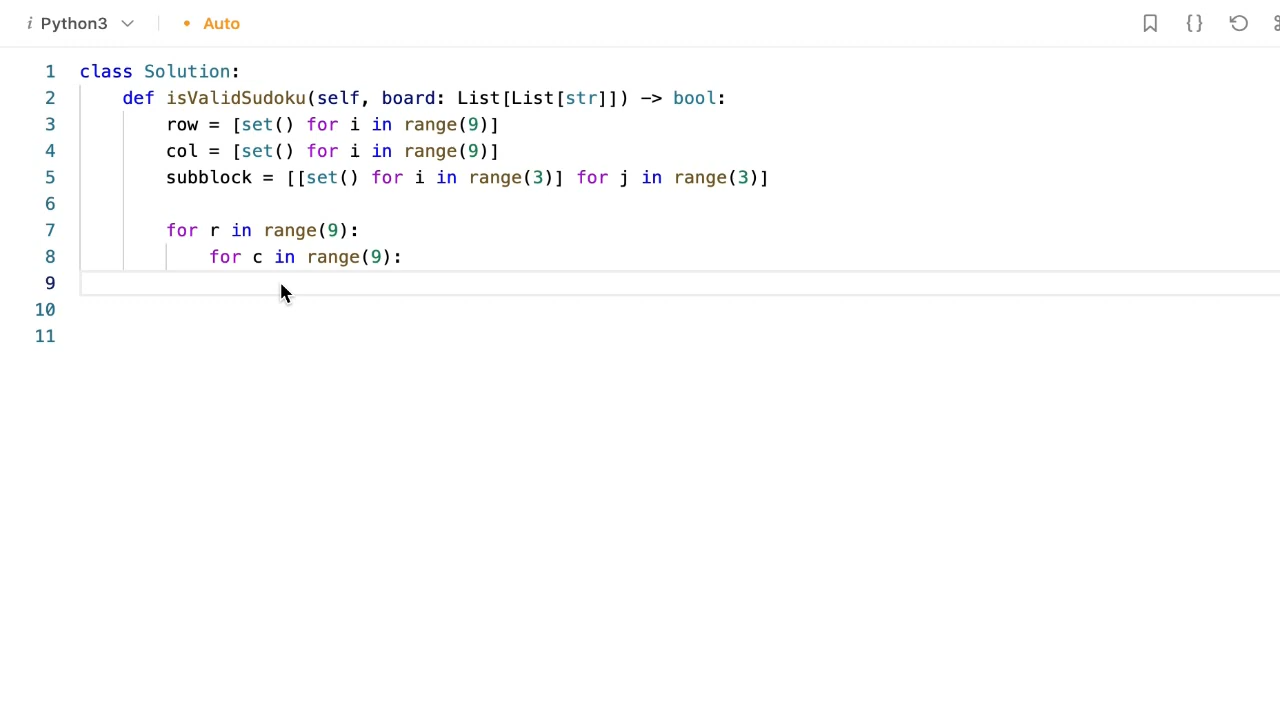 i Python3 • Auto {}
1 class Solution:
2 def isValidSudoku(self, board: List[List[str]]) -> bool:
3 row = [set() for i in range(9)]
4 col = [set() for i in range(9)]
5 subblock = [[set() for i in range(3)] for j in range(3)]
6
7 for r in range(9):
8 for c in range(9):
9
10
11